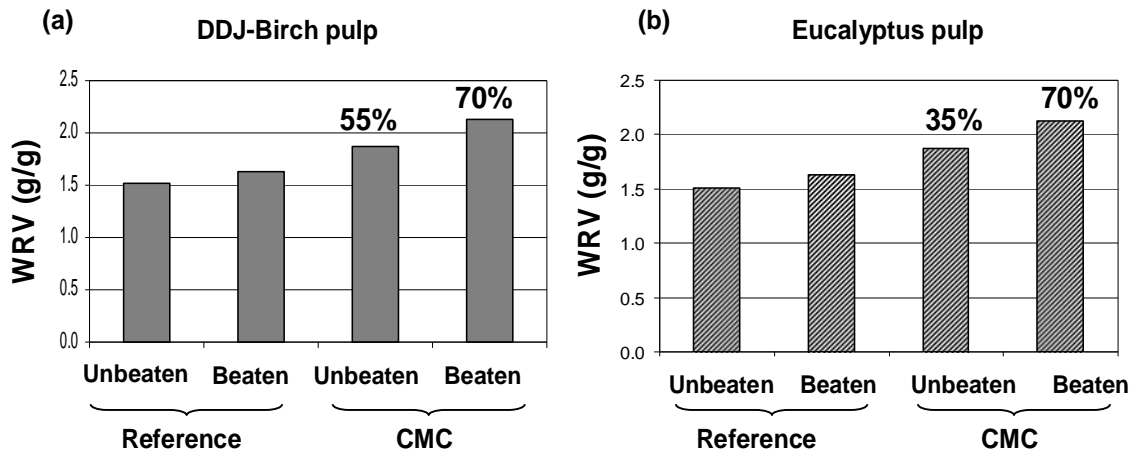 (a)
DDJ-Birch pulp
WRV (g/g)
2.5
2.0
1.5
1.0
0.5
0.0
55%
70%
Unbeaten Beaten Unbeaten Beaten
Reference CMC
(b)
Eucalyptus pulp
WRV (g/g)
2.5
2.0
1.5
1.0
0.5
0.0
35%
70%
Unbeaten Beaten Unbeaten Beaten
Reference CMC